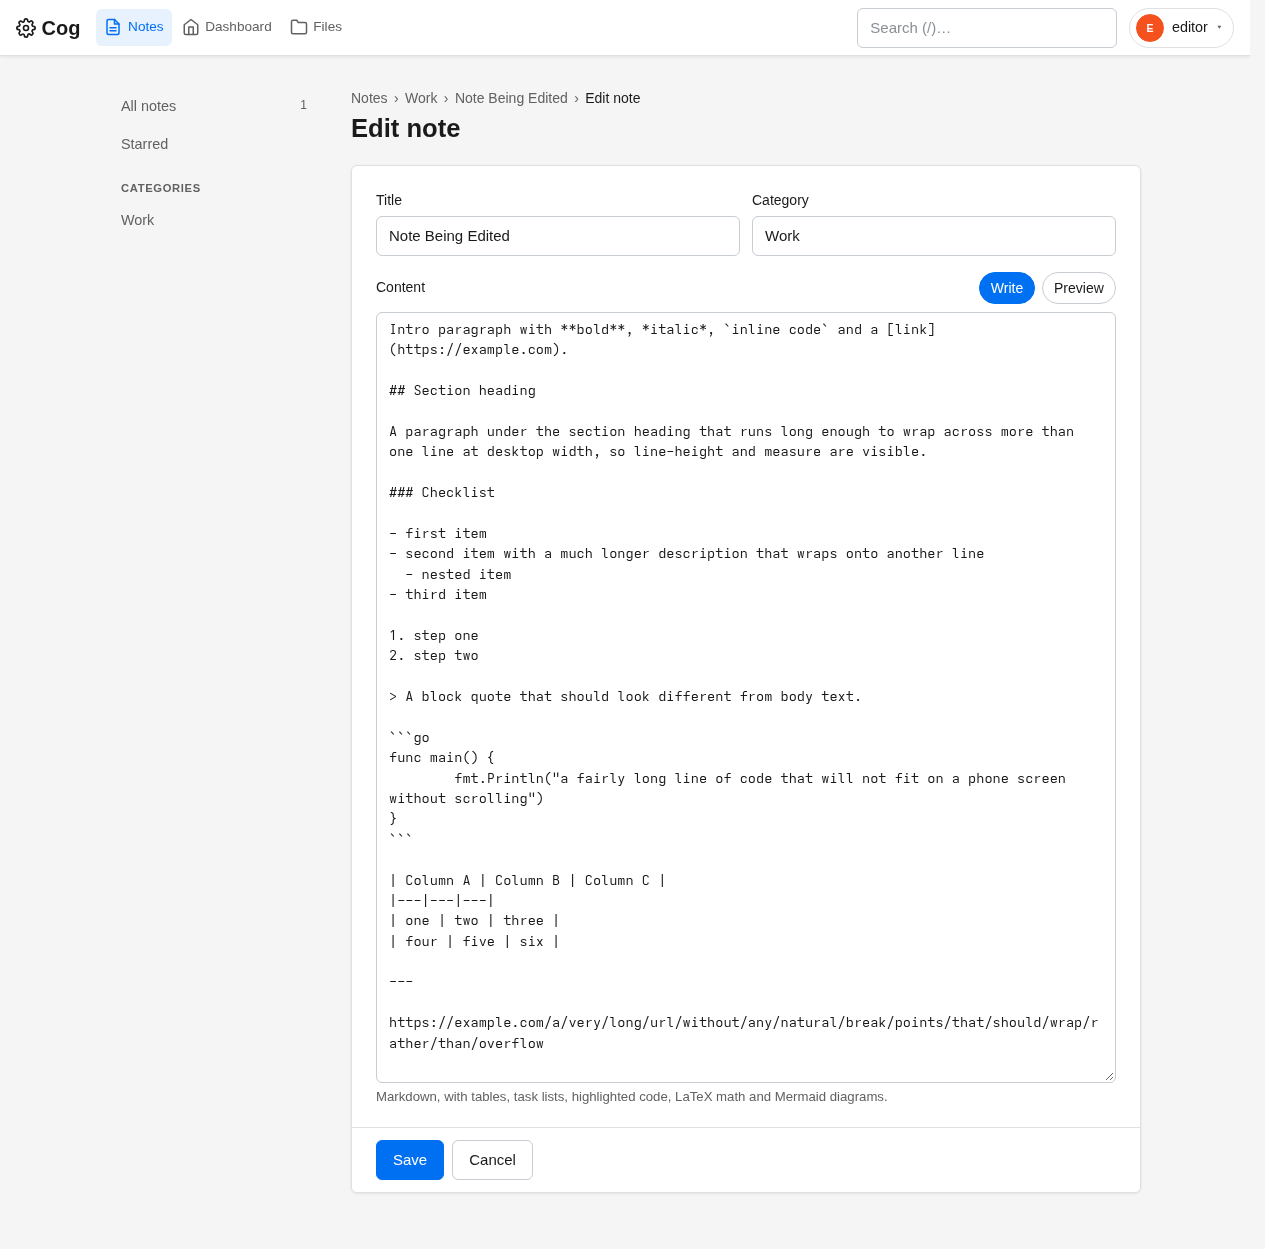 Cog
Notes
Dashboard
Files
Search (/)…
E
editor
All notes 1
Starred
CATEGORIES
Work
Notes › Work › Note Being Edited › Edit note
Edit note
Title
Category
Note Being Edited
Work
Content
Write
Preview
Intro paragraph with **bold**, *italic*, `inline code` and a [link]
(https://example.com).
## Section heading
A paragraph under the section heading that runs long enough to wrap across more than
one line at desktop width, so line-height and measure are visible.
### Checklist
- first item
- second item with a much longer description that wraps onto another line
  - nested item
- third item
1. step one
2. step two
> A block quote that should look different from body text.
```go
func main() {
        fmt.Println("a fairly long line of code that will not fit on a phone screen
without scrolling")
}
```
| Column A | Column B | Column C |
|---|---|---|
| one | two | three |
| four | five | six |
---
https://example.com/a/very/long/url/without/any/natural/break/points/that/should/wrap/r
ather/than/overflow
Markdown, with tables, task lists, highlighted code, LaTeX math and Mermaid diagrams.
Save
Cancel